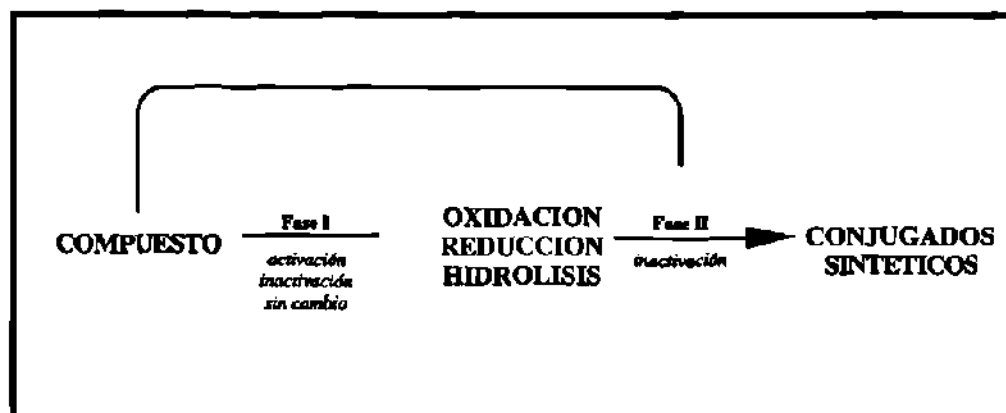 COMPUESTO
Fase I
activación
inactivación
sin cambio
OXIDACION
REDUCCION
HIDROLISIS
Fase II
inactivación
CONJUGADOS
SINTETICOS